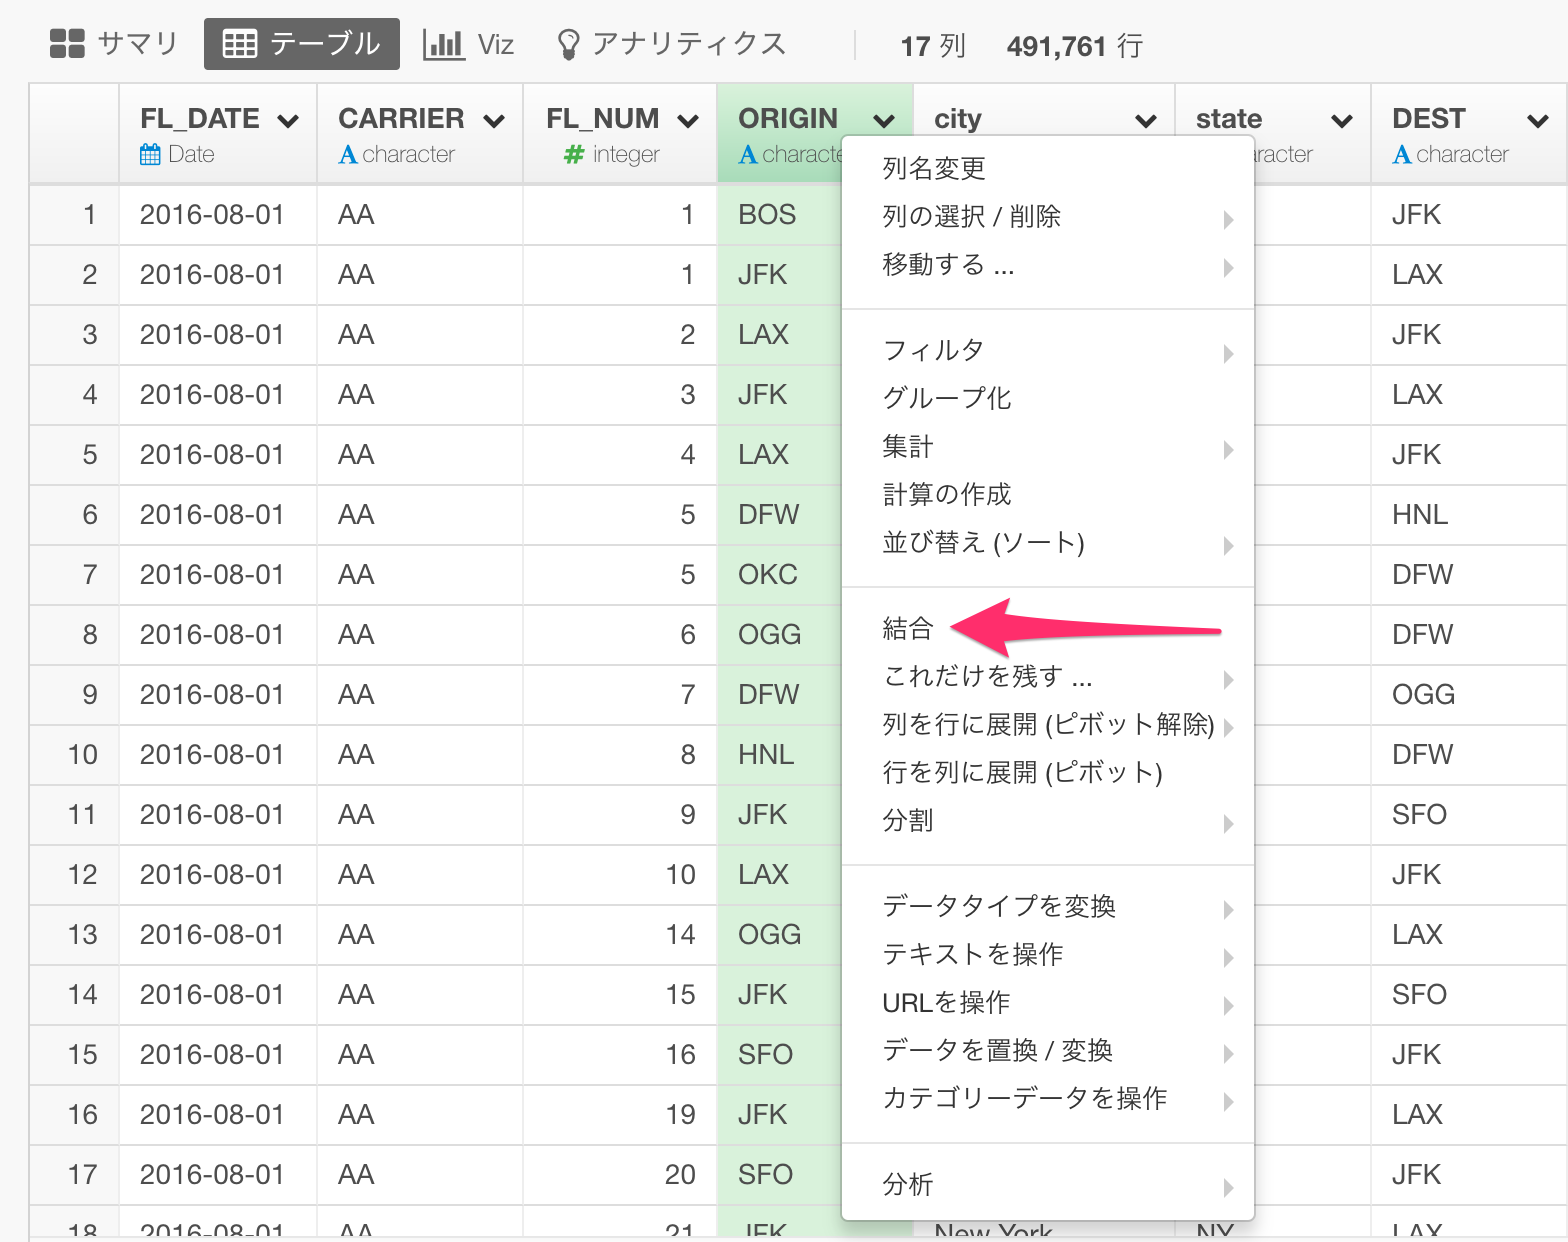 サマリ テーブル Viz アナリティクス 17 列 491,761 行
FL_DATE CARRIER FL_NUM ORIGIN city state DEST
Date character integer character
1 2016-08-01 AA 1 BOS JFK
2 2016-08-01 AA 1 JFK LAX
3 2016-08-01 AA 2 LAX JFK
4 2016-08-01 AA 3 JFK LAX
5 2016-08-01 AA 4 LAX JFK
6 2016-08-01 AA 5 DFW HNL
7 2016-08-01 AA 5 OKC DFW
8 2016-08-01 AA 6 OGG DFW
9 2016-08-01 AA 7 DFW OGG
10 2016-08-01 AA 8 HNL DFW
11 2016-08-01 AA 9 JFK SFO
12 2016-08-01 AA 10 LAX JFK
13 2016-08-01 AA 14 OGG LAX
14 2016-08-01 AA 15 JFK SFO
15 2016-08-01 AA 16 SFO JFK
16 2016-08-01 AA 19 JFK LAX
17 2016-08-01 AA 20 SFO JFK
18 2016-08-01 AA 21 JFK New York NY LAX
列名変更
列の選択 / 削除
移動する ...
フィルタ
グループ化
集計
計算の作成
並び替え (ソート)
結合
これだけを残す ...
列を行に展開 (ピボット解除)
行を列に展開 (ピボット)
分割
データタイプを変換
テキストを操作
URLを操作
データを置換 / 変換
カテゴリーデータを操作
分析